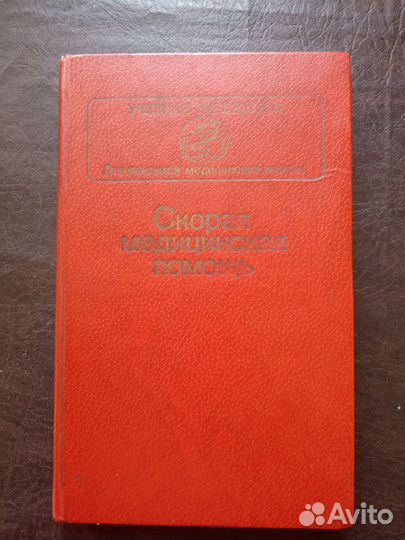 Учебная литература
Для учащихся медицинских училищ
Скорая
медицинская
помощь
Avito